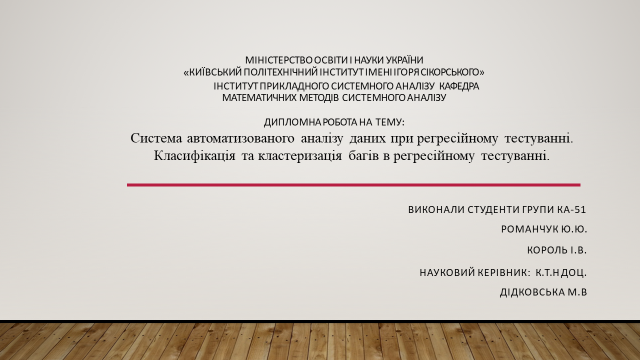 МІНІСТЕРСТВО ОСВІТИ І НАУКИ УКРАЇНИ
«КИЇВСЬКИЙ ПОЛІТЕХНІЧНИЙ ІНСТИТУТ ІМЕНІ ІГОРЯ СІКОРСЬКОГО»
ІНСТИТУТ ПРИКЛАДНОГО СИСТЕМНОГО АНАЛІЗУ КАФЕДРА
МАТЕМАТИЧНИХ МЕТОДІВ СИСТЕМНОГО АНАЛІЗУ
ДИПЛОМНА РОБОТА НА ТЕМУ:
Система автоматизованого аналізу даних при регресійному тестуванні.
Класифікація та кластеризація багів в регресійному тестуванні.
ВИКОНАЛИ СТУДЕНТИ ГРУПИ КА-51
РОМАНЧУК Ю.Ю.
КОРОЛЬ І.В.
НАУКОВИЙ КЕРІВНИК: К.Т.Н ДОЦ.
ДІДКОВСЬКА М.В